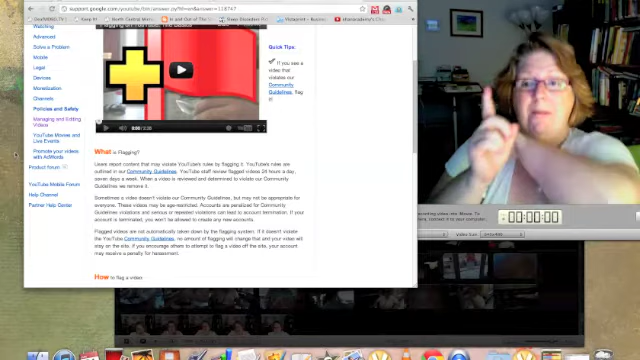 support.google.com/youtube/bin/answer.py?hl=en&answer=118747
Watching
Advanced
Solve a Problem
Mobile
Legal
Devices
Monetization
Channels
Policies and Safety
Managing and Editing
Videos
YouTube Movies and
Live Events
Promote your videos
with AdWords
Product forum
YouTube Mobile Forum
Help Channel
Partner Help Center
Quick Tips:
If you see a
video that
violates our
Community
Guidelines, flag
it
What is Flagging?
Users report content that may violate YouTube's rules by flagging it. YouTube's rules are
outlined in our Community Guidelines. YouTube staff review flagged videos 24 hours a day,
seven days a week. When a video is reviewed and determined to violate our Community
Guidelines we remove it.
Sometimes a video doesn't violate our Community Guidelines, but may not be appropriate for
everyone. These videos may be age-restricted. Accounts are penalized for Community
Guidelines violations and serious or repeated violations can lead to account termination. If your
account is terminated, you won't be allowed to create any new accounts.
Flagged videos are not automatically taken down by the flagging system. If it doesn't violate
the YouTube Community Guidelines, no amount of flagging will change that and your video will
stay on the site. If you encourage others to attempt to flag a video off the site, your account
may receive a penalty for harassment.
How to flag a video
00:00:00